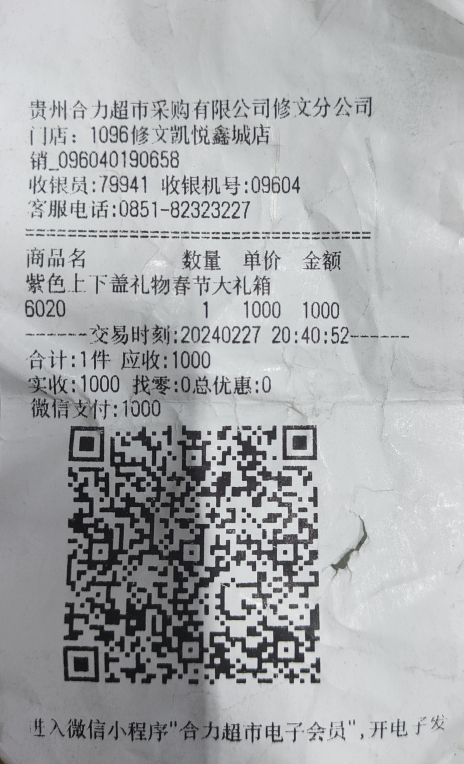 贵州合力超市采购有限公司修文分公司
门店：1096修文凯悦鑫城店
销_096040190658
收银员:79941 收银机号:09604
客服电话:0851-82323227
================================
商品名 数量 单价 金额
紫色上下盖礼物春节大礼箱
6020 1 1000 1000
------交易时刻:20240227 20:40:52------
合计:1件 应收:1000
实收:1000 找零:0总优惠:0
微信支付:1000
进入微信小程序"合力超市电子会员",开电子发